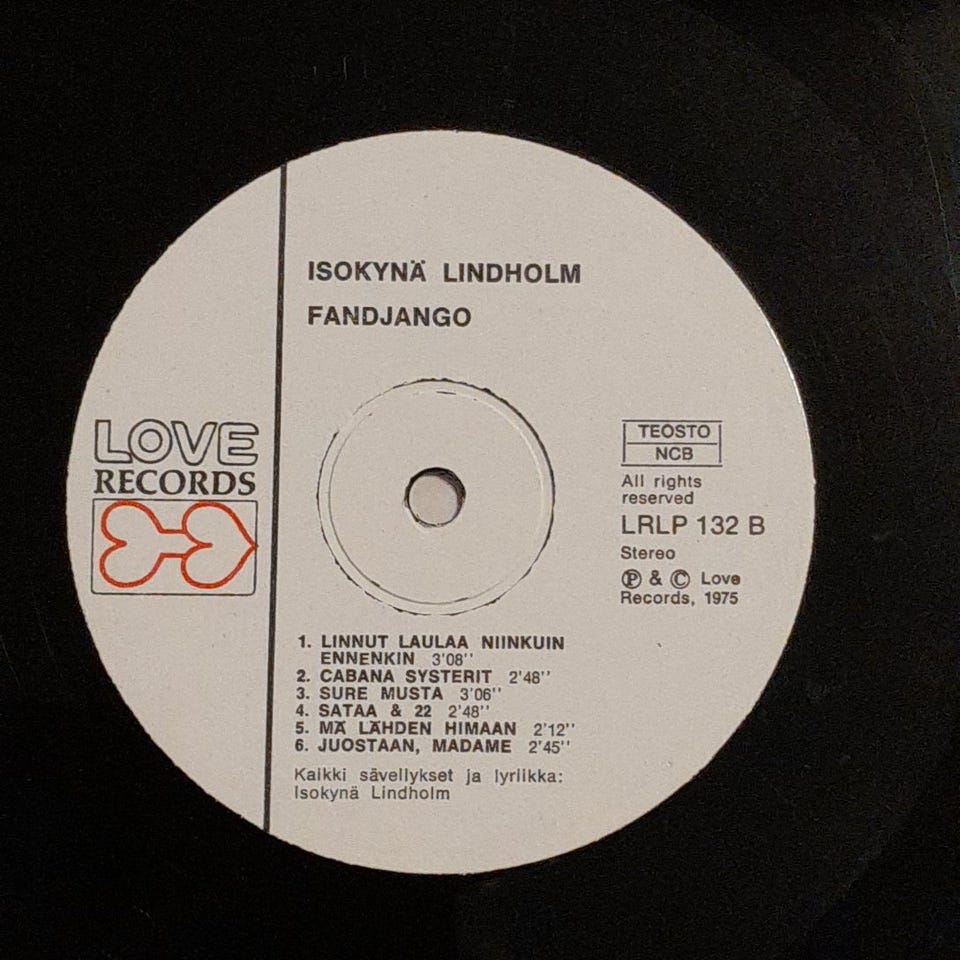 ISOKYNÄ LINDHOLM
FANDJANGO
LOVE
RECORDS
TEOSTO
NCB
All rights
reserved
LRLP 132 B
Stereo
Ⓟ & © Love
Records, 1975
1. LINNUT LAULAA NIINKUIN
ENNENKIN 3'08''
2. CABANA SYSTERIT 2'48''
3. SURE MUSTA 3'06''
4. SATAA & 22 2'48''
5. MÄ LÄHDEN HIMAAN 2'12''
6. JUOSTAAN, MADAME 2'45''
Kaikki sävellykset ja lyriikka:
Isokynä Lindholm